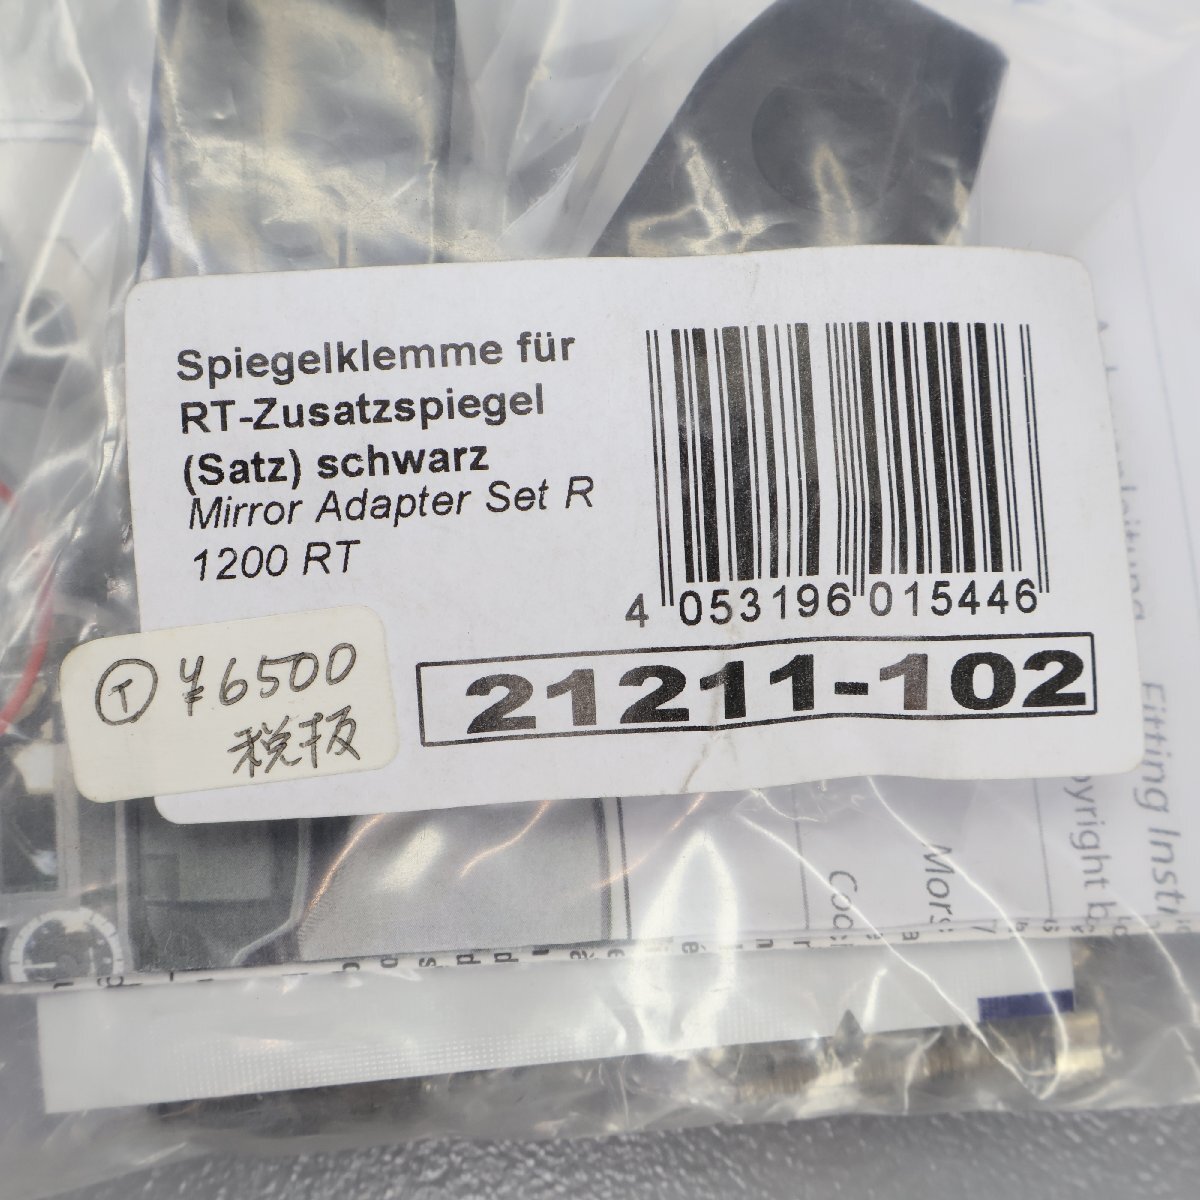 Spiegelklemme für
RT-Zusatzspiegel
(Satz) schwarz
Mirror Adapter Set R
1200 RT
4 053196 015446
21211-102
Ⓣ ¥6500
税抜
Fitting Inst